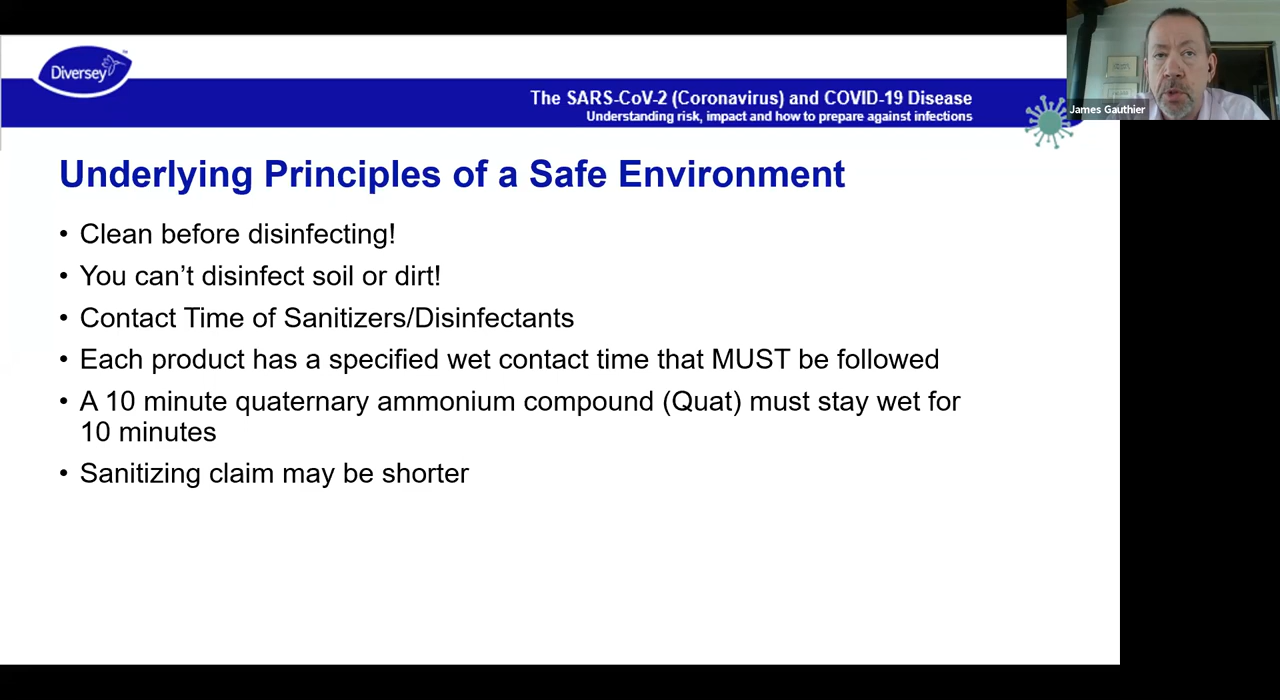 Diversey
The SARS-CoV-2 (Coronavirus) and COVID-19 Disease
Understanding risk, impact and how to prepare against infections
James Gauthier
Underlying Principles of a Safe Environment
• Clean before disinfecting!
• You can’t disinfect soil or dirt!
• Contact Time of Sanitizers/Disinfectants
• Each product has a specified wet contact time that MUST be followed
• A 10 minute quaternary ammonium compound (Quat) must stay wet for
10 minutes
• Sanitizing claim may be shorter